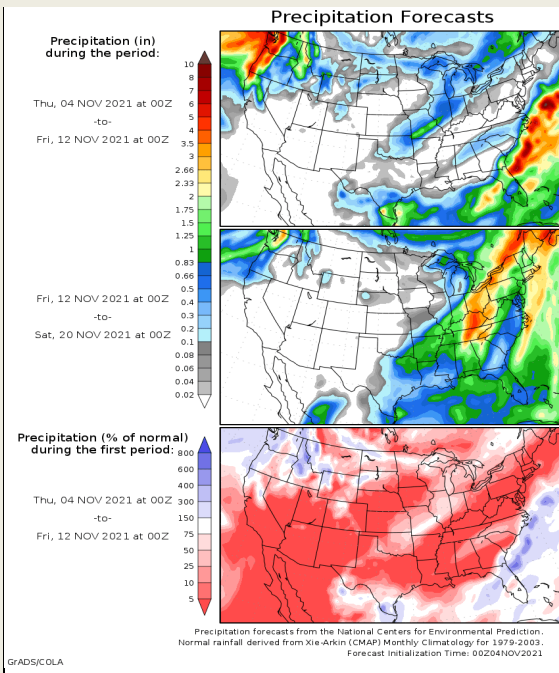 Precipitation Forecasts
Precipitation (in)
during the period:
Thu, 04 NOV 2021 at 00Z
-to-
Fri, 12 NOV 2021 at 00Z
10
8
7
6
5
4
3.5
3
2.66
2.33
2
1.75
1.5
1.25
1
0.83
0.66
0.5
0.4
0.3
0.2
0.1
0.08
0.06
0.04
0.02
Fri, 12 NOV 2021 at 00Z
-to-
Sat, 20 NOV 2021 at 00Z
Precipitation (% of normal)
during the first period:
Thu, 04 NOV 2021 at 00Z
-to-
Fri, 12 NOV 2021 at 00Z
800
600
400
300
150
75
50
25
10
5
Precipitation forecasts from the National Centers for Environmental Prediction.
Normal rainfall derived from Xie-Arkin (CMAP) Monthly Climatology for 1979-2003.
Forecast Initialization Time: 00Z04NOV2021
GrADS/COLA